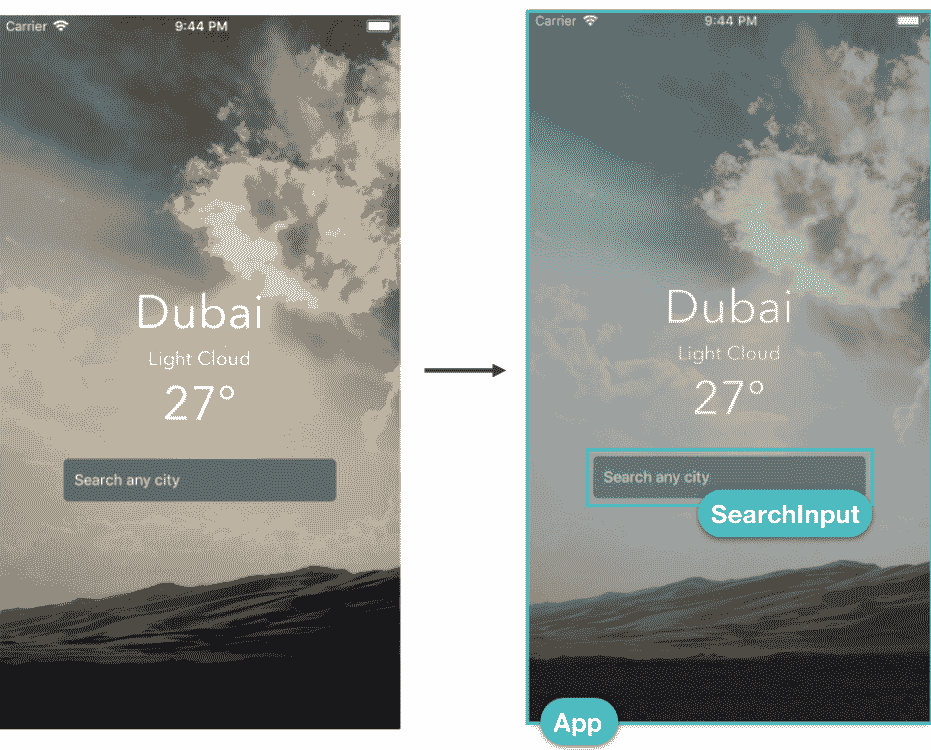 Carrier 9:44 PM
Dubai
Light Cloud
27°
Search any city
Carrier 9:44 PM
Dubai
Light Cloud
27°
Search any city
SearchInput
App